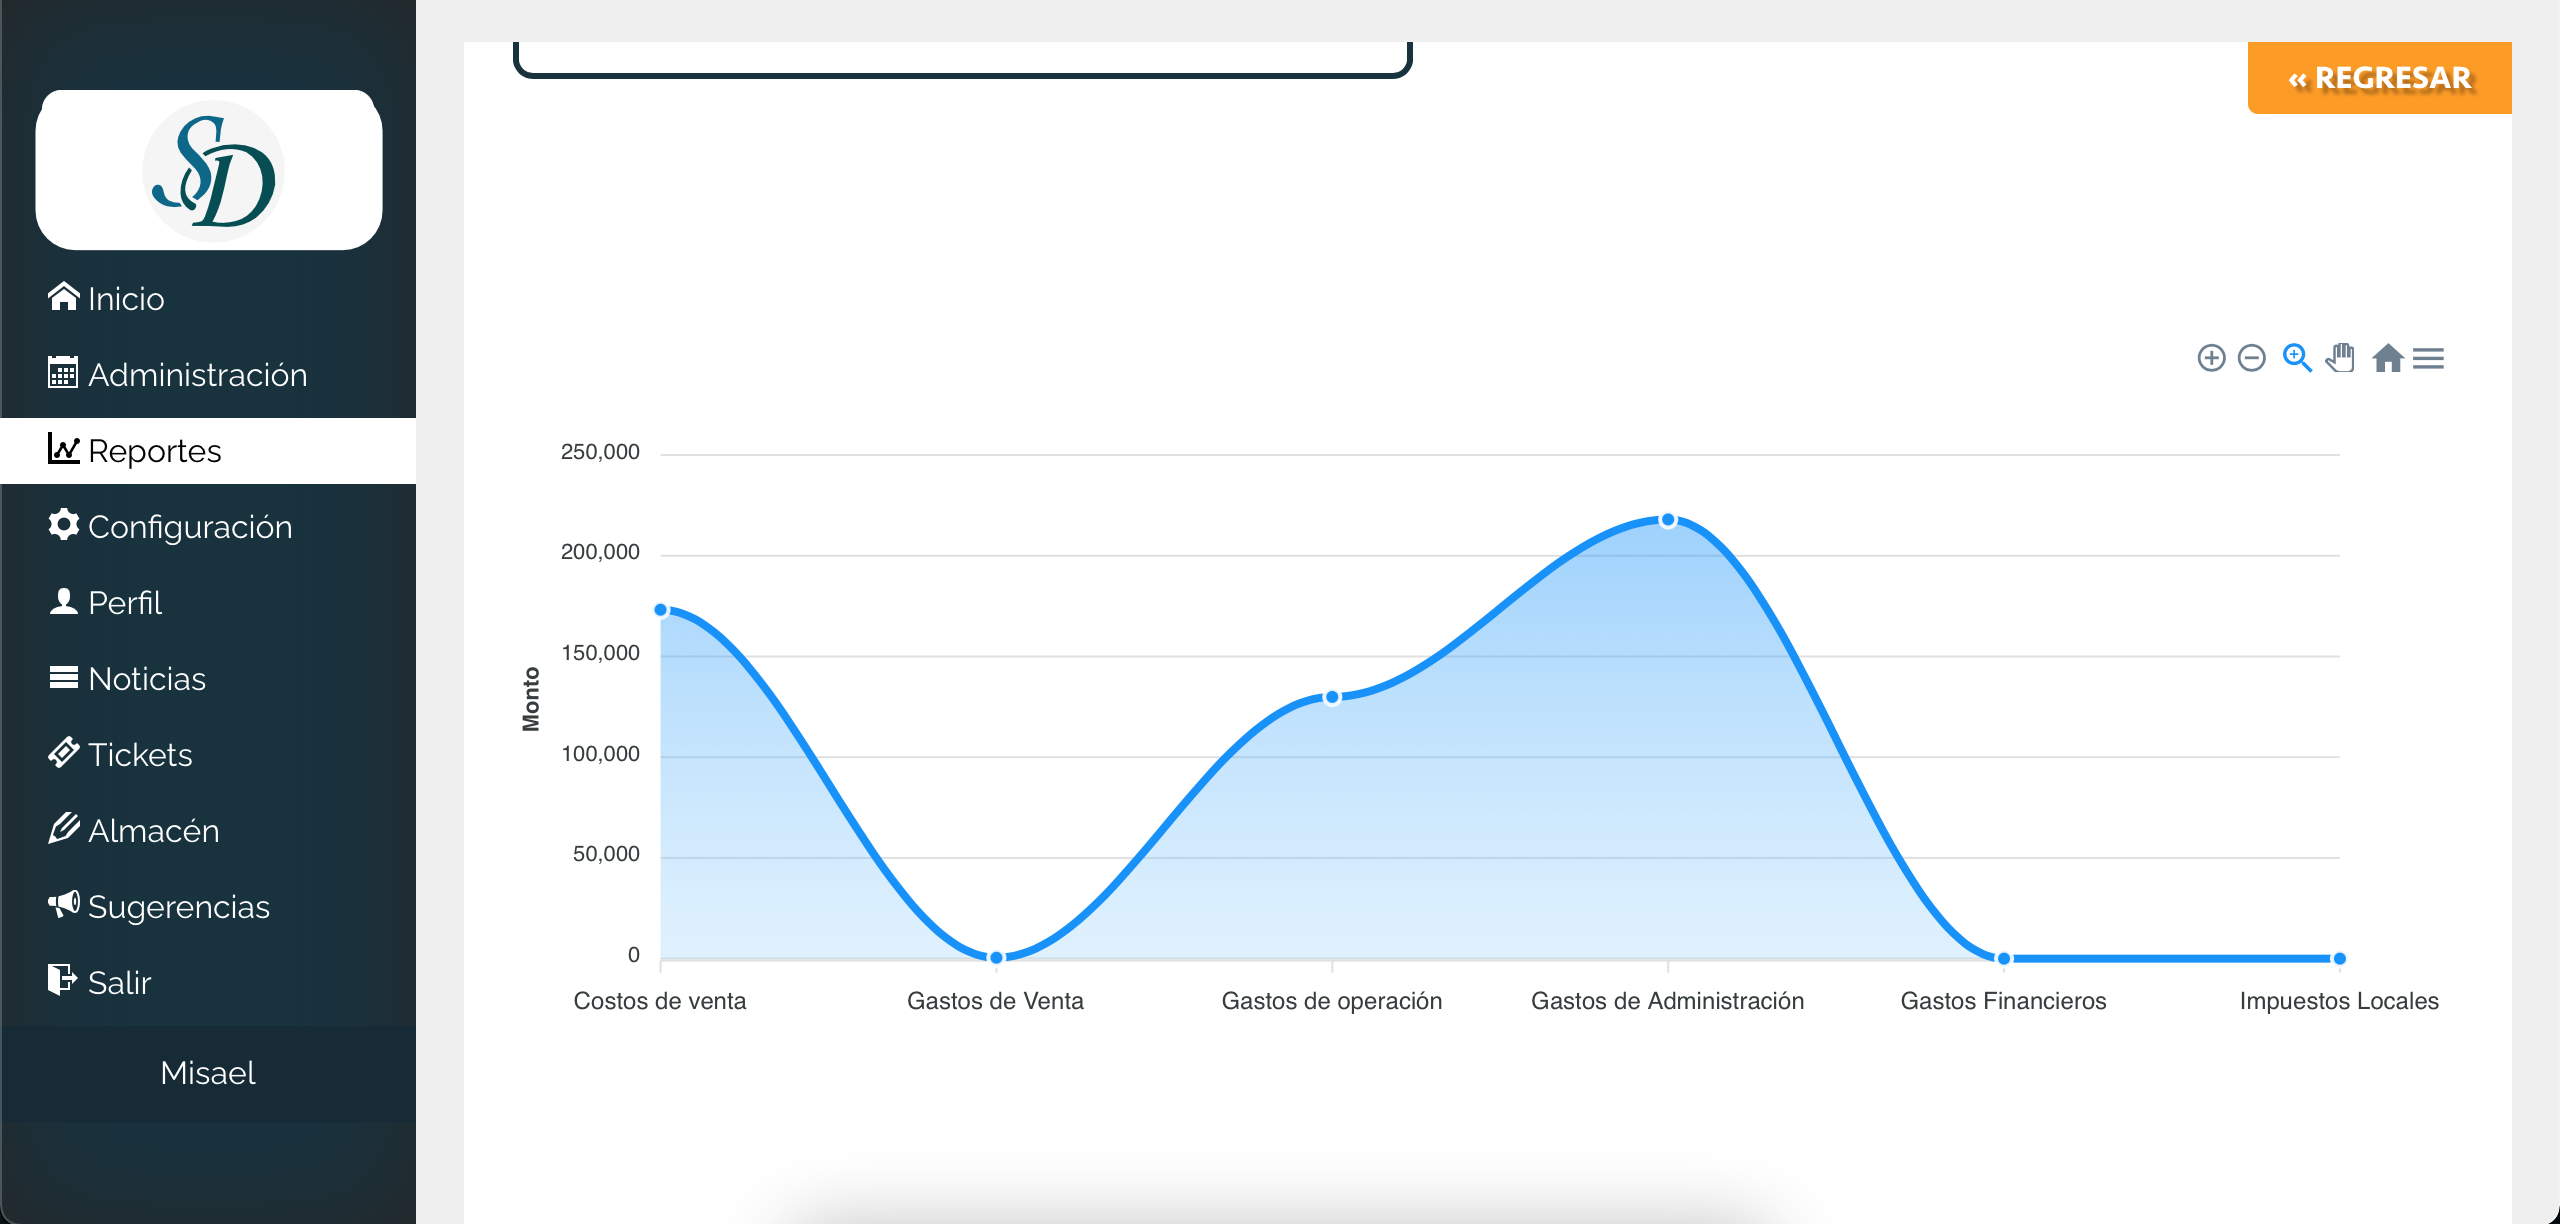 SD
Inicio
Administración
Reportes
Configuración
Perfil
Noticias
Tickets
Almacén
Sugerencias
Salir
Misael
« REGRESAR
Monto
250,000
200,000
150,000
100,000
50,000
0
Costos de venta
Gastos de Venta
Gastos de operación
Gastos de Administración
Gastos Financieros
Impuestos Locales